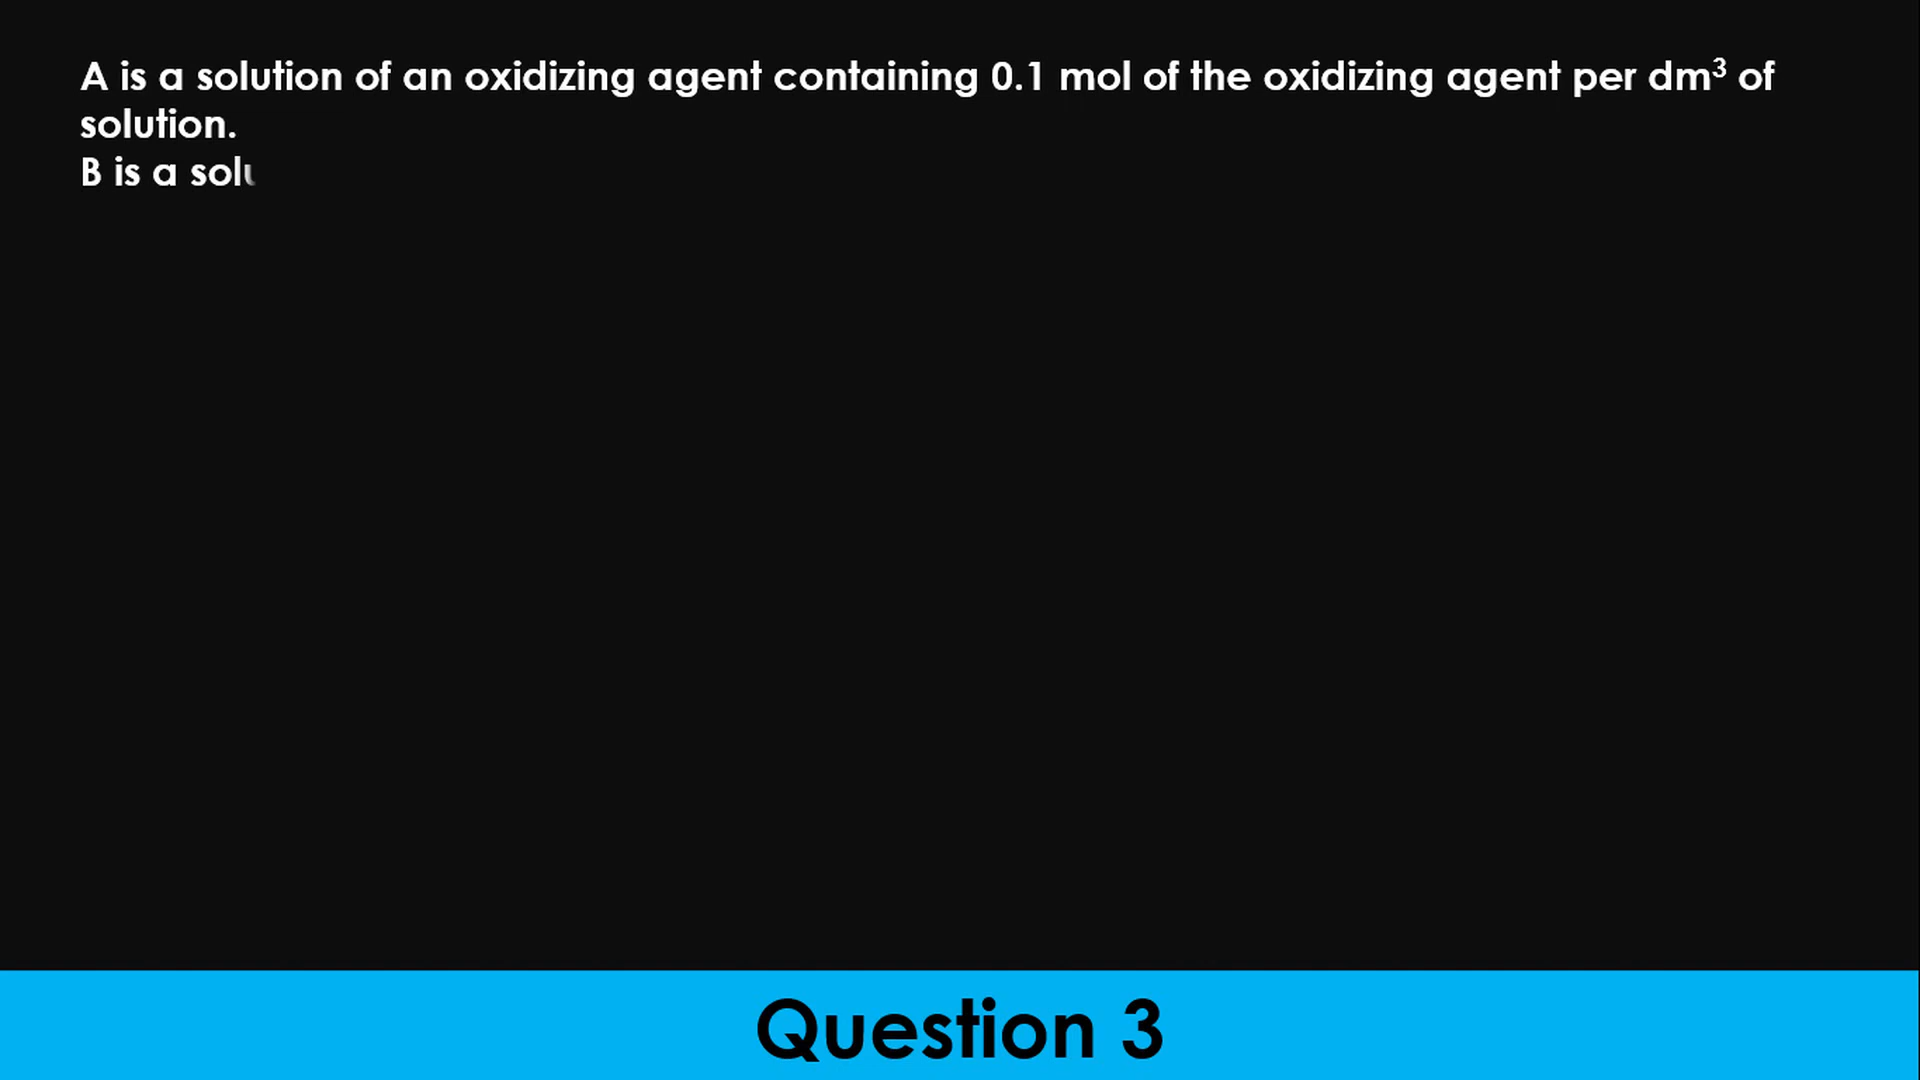 A is a solution of an oxidizing agent containing 0.1 mol of the oxidizing agent per dm³ of
solution.
B is a solu
Question 3